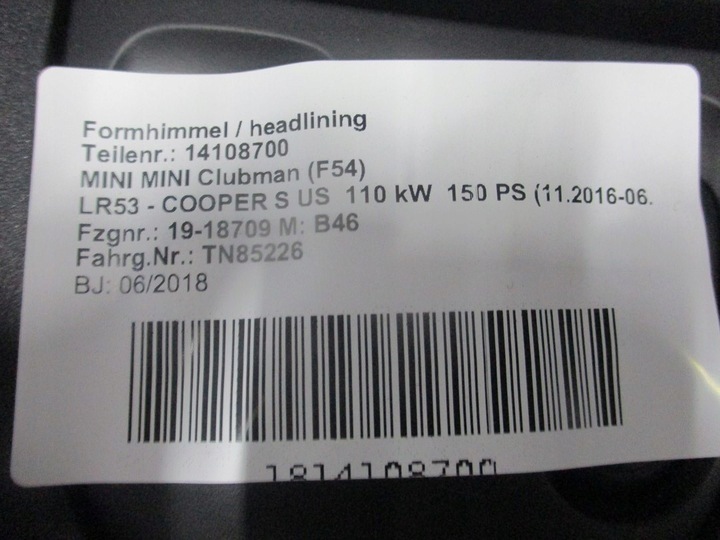 Formhimmel / headlining
Teilenr.: 14108700
MINI MINI Clubman (F54)
LR53 - COOPER S US 110 kW 150 PS (11.2016-06.
Fzgnr.: 19-18709 M: B46
Fahrg.Nr.: TN85226
BJ: 06/2018
1814108700